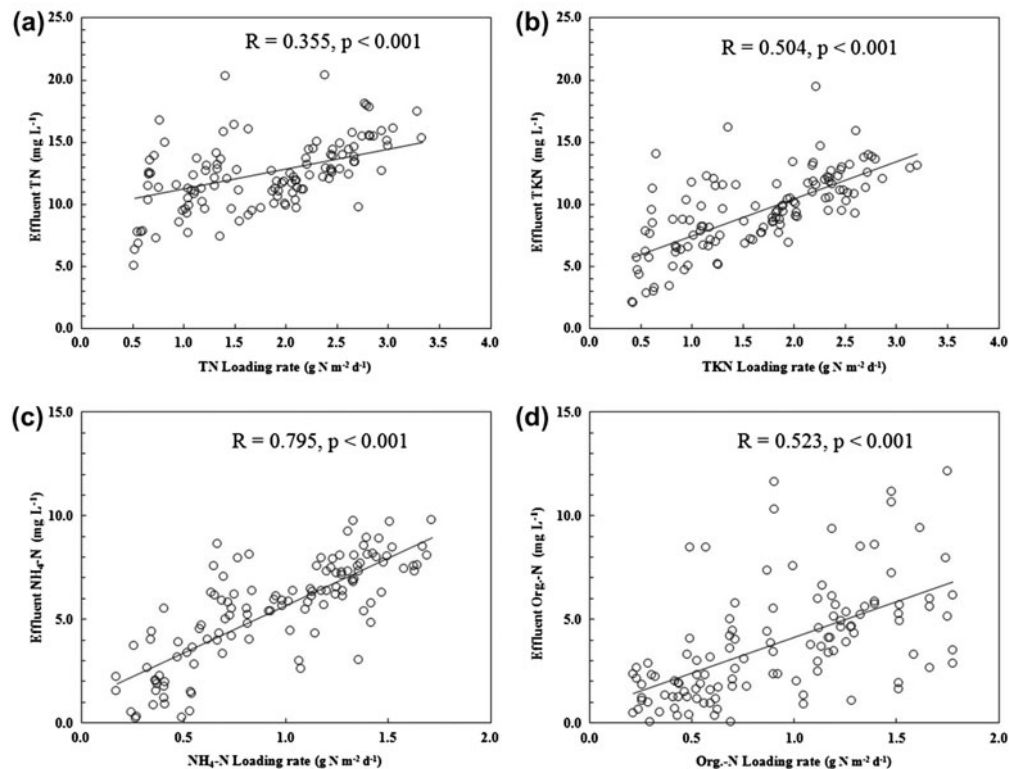 (a)
R = 0.355, p < 0.001
Effluent TN (mg L⁻¹)
25.0
20.0
15.0
10.0
5.0
0.0
0.0 0.5 1.0 1.5 2.0 2.5 3.0 3.5 4.0
TN Loading rate (g N m⁻² d⁻¹)
(b)
R = 0.504, p < 0.001
Effluent TKN (mg L⁻¹)
25.0
20.0
15.0
10.0
5.0
0.0
0.0 0.5 1.0 1.5 2.0 2.5 3.0 3.5 4.0
TKN Loading rate (g N m⁻² d⁻¹)
(c)
R = 0.795, p < 0.001
Effluent NH₄-N (mg L⁻¹)
15.0
10.0
5.0
0.0
0.0 0.5 1.0 1.5 2.0
NH₄-N Loading rate (g N m⁻² d⁻¹)
(d)
R = 0.523, p < 0.001
Effluent Org.-N (mg L⁻¹)
15.0
10.0
5.0
0.0
0.0 0.5 1.0 1.5 2.0
Org.-N Loading rate (g N m⁻² d⁻¹)